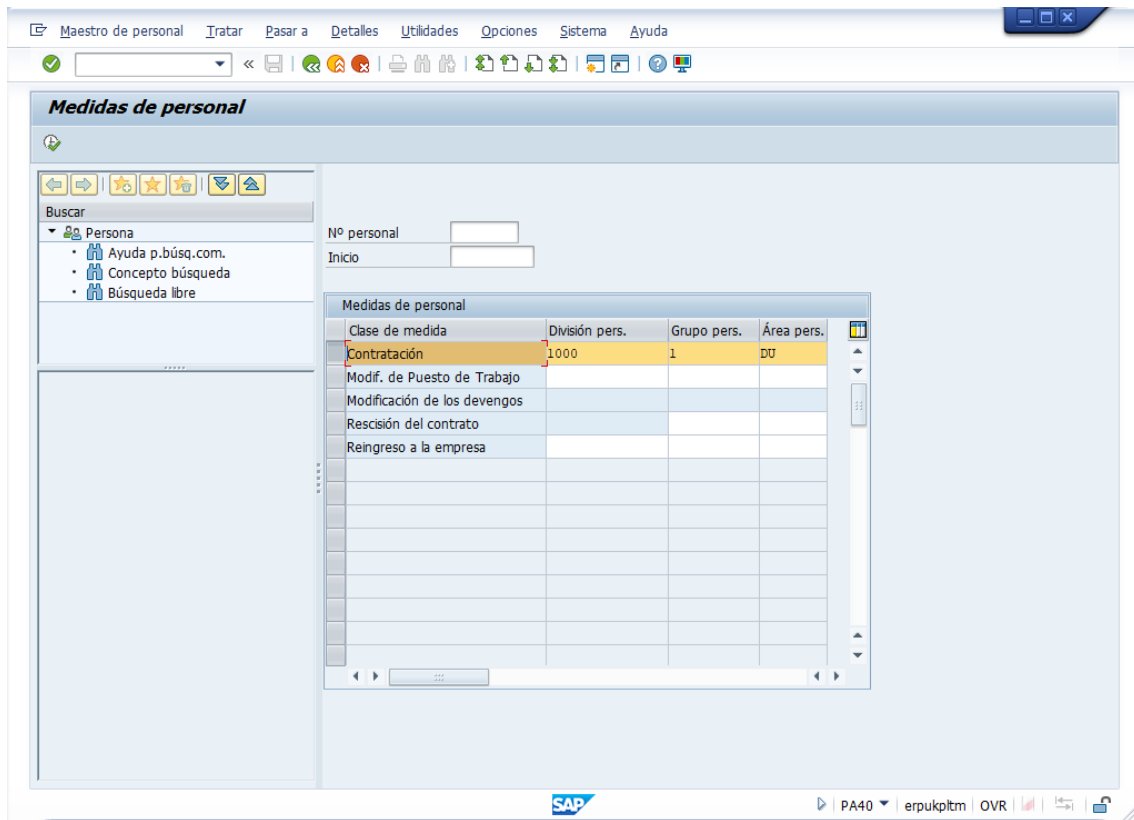 Maestro de personal Tratar Pasar a Detalles Utilidades Opciones Sistema Ayuda
Medidas de personal
Buscar
Persona
Ayuda p.búsq.com.
Concepto búsqueda
Búsqueda libre
Nº personal
Inicio
Medidas de personal
Clase de medida División pers. Grupo pers. Área pers.
Contratación 1000 1 DU
Modif. de Puesto de Trabajo
Modificación de los devengos
Rescisión del contrato
Reingreso a la empresa
SAP PA40 erpukpltm OVR